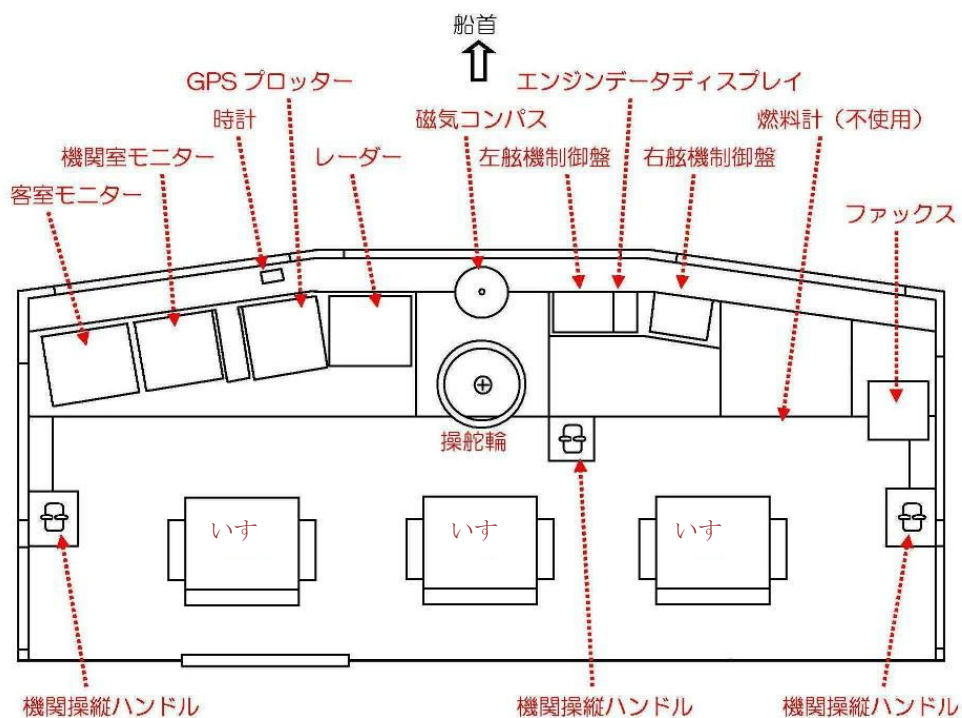 船首
GPS プロッター
エンジンデータディスプレイ
時計
磁気コンパス
燃料計（不使用）
機関室モニター
レーダー
左舷機制御盤
右舷機制御盤
客室モニター
ファックス
操舵輪
いす
いす
いす
機関操縦ハンドル
機関操縦ハンドル
機関操縦ハンドル